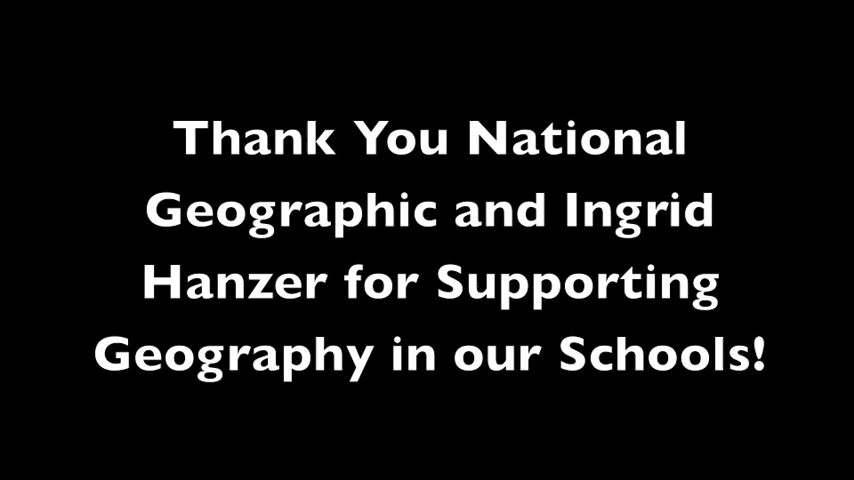 Thank You National
Geographic and Ingrid
Hanzer for Supporting
Geography in our Schools!